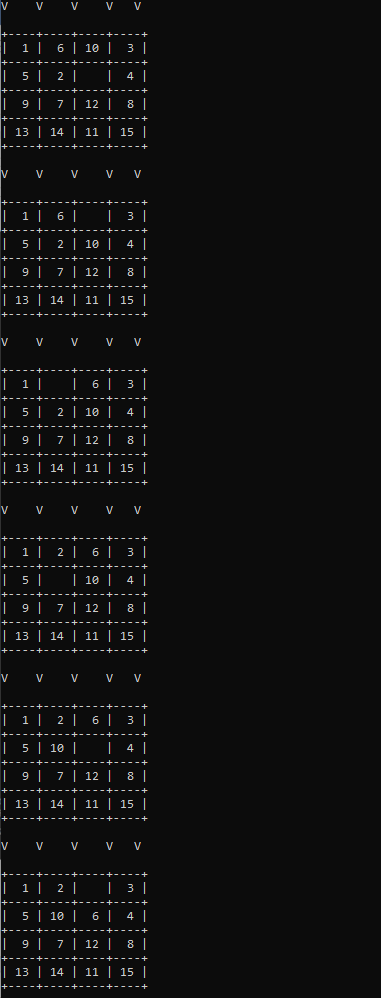 V    V    V    V   V
+----+----+----+----+
|  1 |  6 | 10 |  3 |
+----+----+----+----+
|  5 |  2 |    |  4 |
+----+----+----+----+
|  9 |  7 | 12 |  8 |
+----+----+----+----+
| 13 | 14 | 11 | 15 |
+----+----+----+----+
V    V    V    V   V
+----+----+----+----+
|  1 |  6 |    |  3 |
+----+----+----+----+
|  5 |  2 | 10 |  4 |
+----+----+----+----+
|  9 |  7 | 12 |  8 |
+----+----+----+----+
| 13 | 14 | 11 | 15 |
+----+----+----+----+
V    V    V    V   V
+----+----+----+----+
|  1 |    |  6 |  3 |
+----+----+----+----+
|  5 |  2 | 10 |  4 |
+----+----+----+----+
|  9 |  7 | 12 |  8 |
+----+----+----+----+
| 13 | 14 | 11 | 15 |
+----+----+----+----+
V    V    V    V   V
+----+----+----+----+
|  1 |  2 |  6 |  3 |
+----+----+----+----+
|  5 |    | 10 |  4 |
+----+----+----+----+
|  9 |  7 | 12 |  8 |
+----+----+----+----+
| 13 | 14 | 11 | 15 |
+----+----+----+----+
V    V    V    V   V
+----+----+----+----+
|  1 |  2 |  6 |  3 |
+----+----+----+----+
|  5 | 10 |    |  4 |
+----+----+----+----+
|  9 |  7 | 12 |  8 |
+----+----+----+----+
| 13 | 14 | 11 | 15 |
+----+----+----+----+
V    V    V    V   V
+----+----+----+----+
|  1 |  2 |    |  3 |
+----+----+----+----+
|  5 | 10 |  6 |  4 |
+----+----+----+----+
|  9 |  7 | 12 |  8 |
+----+----+----+----+
| 13 | 14 | 11 | 15 |
+----+----+----+----+